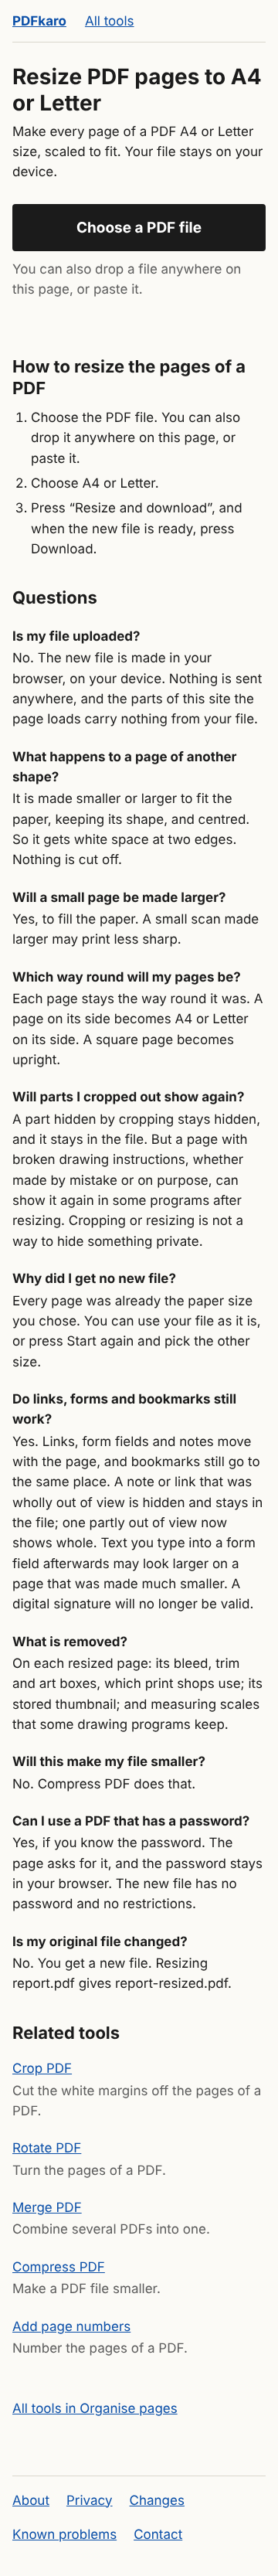 PDFkaro All tools
Resize PDF pages to A4
or Letter
Make every page of a PDF A4 or Letter
size, scaled to fit. Your file stays on your
device.
Choose a PDF file
You can also drop a file anywhere on
this page, or paste it.
How to resize the pages of a
PDF
1. Choose the PDF file. You can also
drop it anywhere on this page, or
paste it.
2. Choose A4 or Letter.
3. Press “Resize and download”, and
when the new file is ready, press
Download.
Questions
Is my file uploaded?
No. The new file is made in your
browser, on your device. Nothing is sent
anywhere, and the parts of this site the
page loads carry nothing from your file.
What happens to a page of another
shape?
It is made smaller or larger to fit the
paper, keeping its shape, and centred.
So it gets white space at two edges.
Nothing is cut off.
Will a small page be made larger?
Yes, to fill the paper. A small scan made
larger may print less sharp.
Which way round will my pages be?
Each page stays the way round it was. A
page on its side becomes A4 or Letter
on its side. A square page becomes
upright.
Will parts I cropped out show again?
A part hidden by cropping stays hidden,
and it stays in the file. But a page with
broken drawing instructions, whether
made by mistake or on purpose, can
show it again in some programs after
resizing. Cropping or resizing is not a
way to hide something private.
Why did I get no new file?
Every page was already the paper size
you chose. You can use your file as it is,
or press Start again and pick the other
size.
Do links, forms and bookmarks still
work?
Yes. Links, form fields and notes move
with the page, and bookmarks still go to
the same place. A note or link that was
wholly out of view is hidden and stays in
the file; one partly out of view now
shows whole. Text you type into a form
field afterwards may look larger on a
page that was made much smaller. A
digital signature will no longer be valid.
What is removed?
On each resized page: its bleed, trim
and art boxes, which print shops use; its
stored thumbnail; and measuring scales
that some drawing programs keep.
Will this make my file smaller?
No. Compress PDF does that.
Can I use a PDF that has a password?
Yes, if you know the password. The
page asks for it, and the password stays
in your browser. The new file has no
password and no restrictions.
Is my original file changed?
No. You get a new file. Resizing
report.pdf gives report-resized.pdf.
Related tools
Crop PDF
Cut the white margins off the pages of a
PDF.
Rotate PDF
Turn the pages of a PDF.
Merge PDF
Combine several PDFs into one.
Compress PDF
Make a PDF file smaller.
Add page numbers
Number the pages of a PDF.
All tools in Organise pages
About Privacy Changes
Known problems Contact